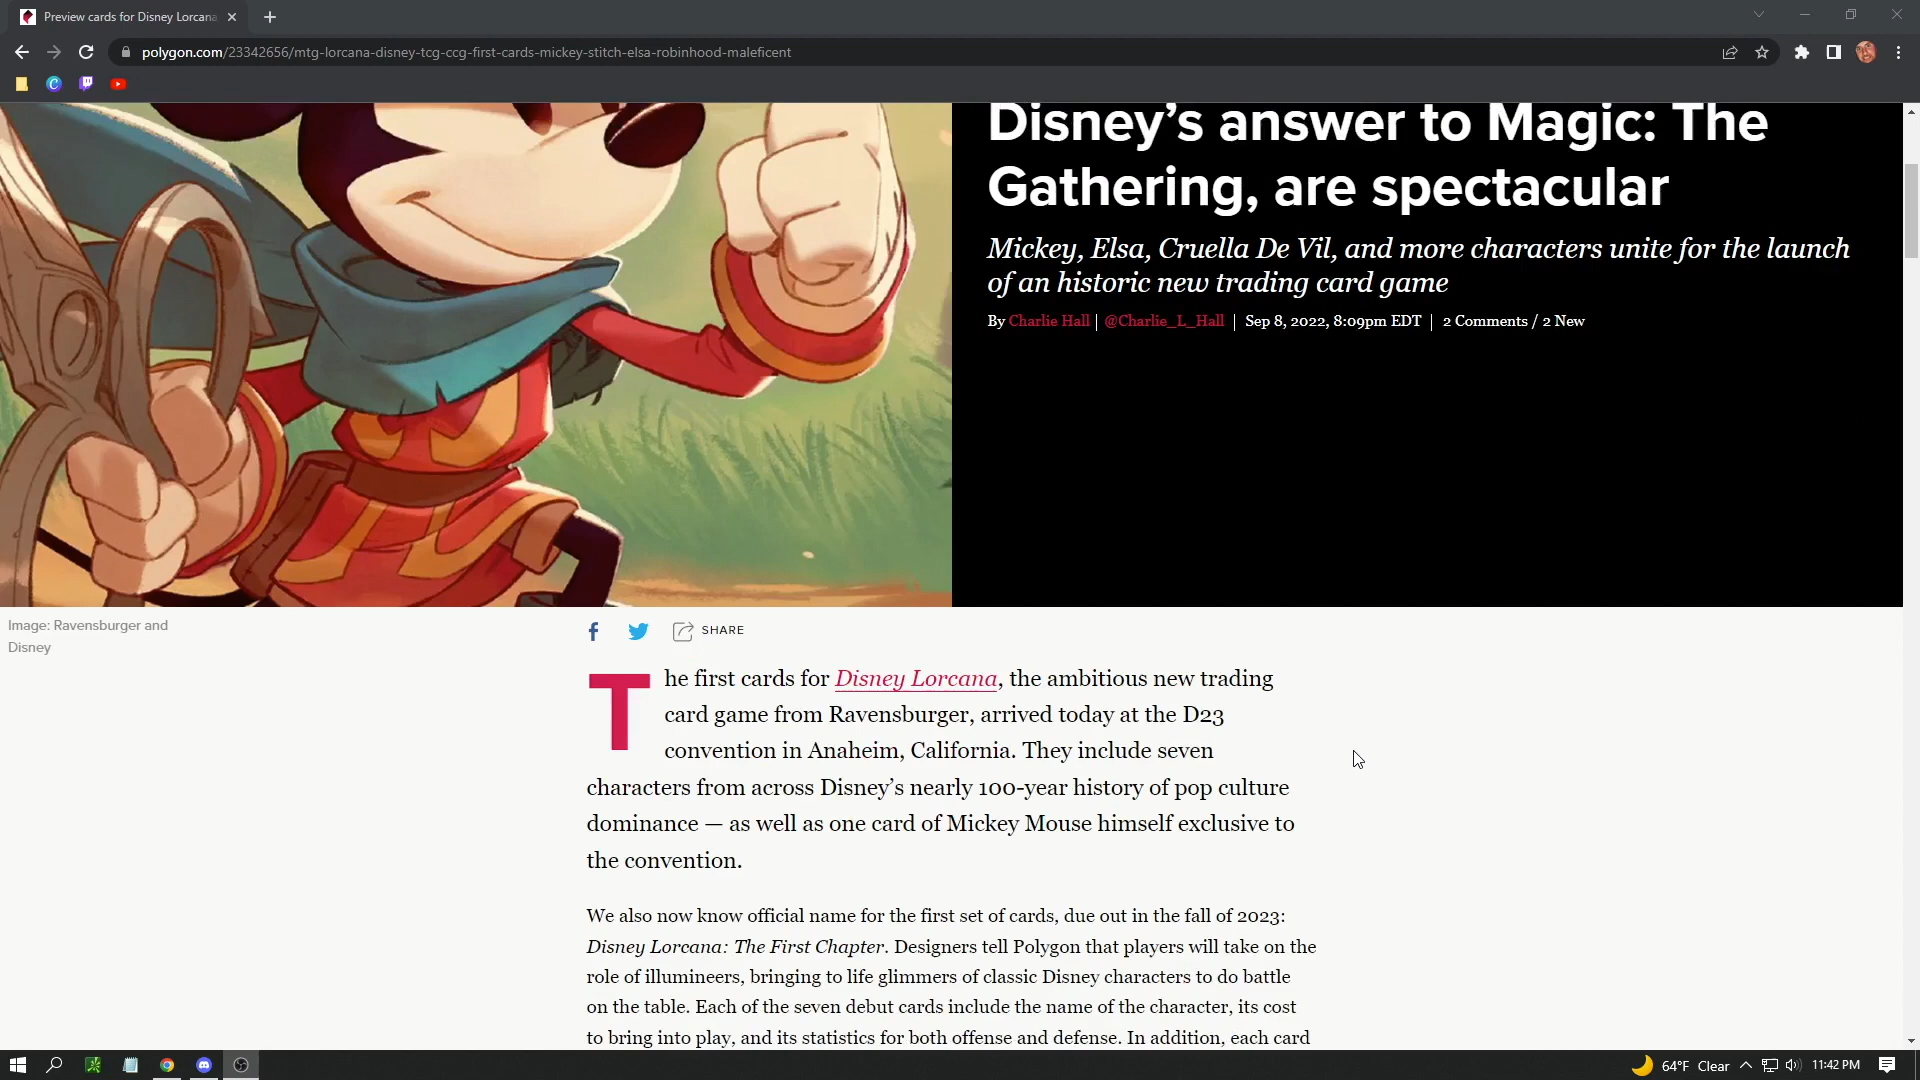 Preview cards for Disney Lorcana
polygon.com/23342656/mtg-lorcana-disney-tcg-ccg-first-cards-mickey-stitch-elsa-robinhood-maleficent
Disney’s answer to Magic: The
Gathering, are spectacular
Mickey, Elsa, Cruella De Vil, and more characters unite for the launch
of an historic new trading card game
By Charlie Hall | @Charlie_L_Hall | Sep 8, 2022, 8:09pm EDT | 2 Comments / 2 New
Image: Ravensburger and
Disney
SHARE
The first cards for Disney Lorcana, the ambitious new trading
card game from Ravensburger, arrived today at the D23
convention in Anaheim, California. They include seven
characters from across Disney’s nearly 100-year history of pop culture
dominance — as well as one card of Mickey Mouse himself exclusive to
the convention.
We also now know official name for the first set of cards, due out in the fall of 2023:
Disney Lorcana: The First Chapter. Designers tell Polygon that players will take on the
role of illumineers, bringing to life glimmers of classic Disney characters to do battle
on the table. Each of the seven debut cards include the name of the character, its cost
to bring into play, and its statistics for both offense and defense. In addition, each card
64°F Clear
11:42 PM